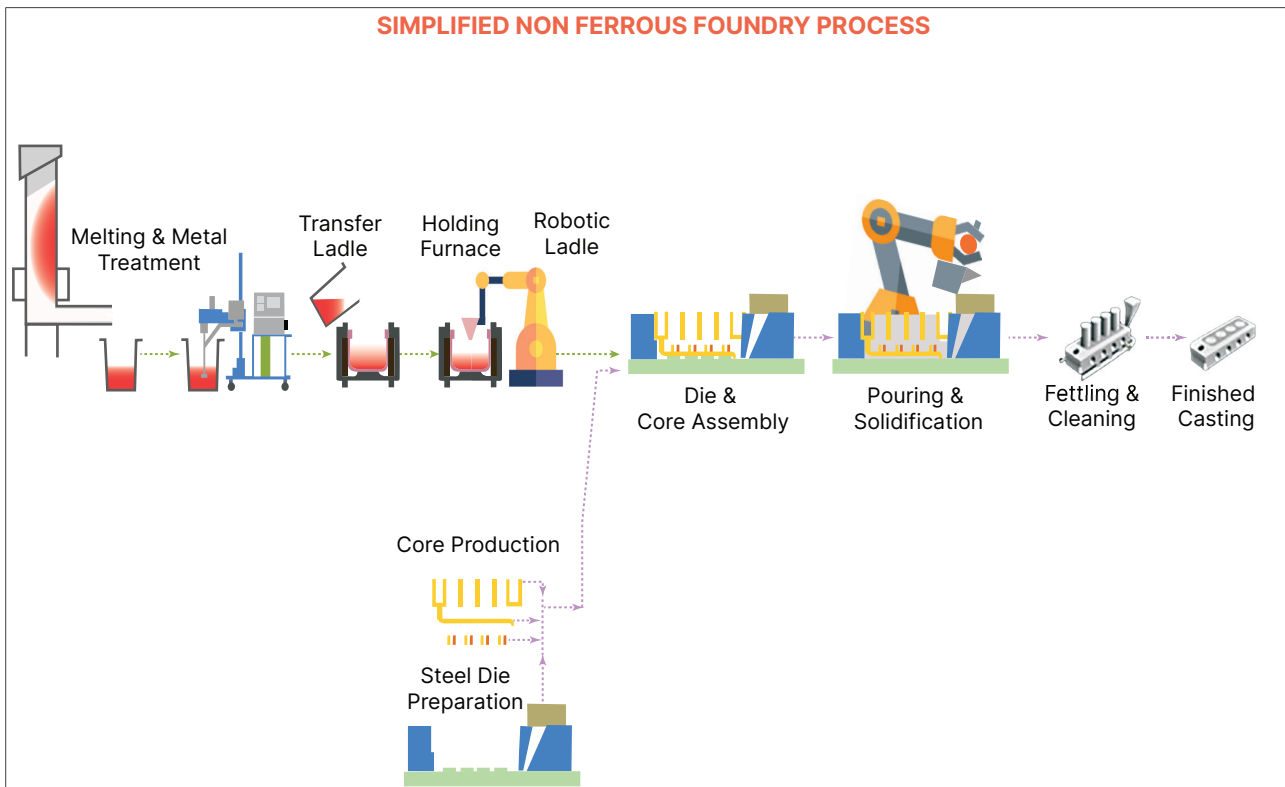 SIMPLIFIED NON FERROUS FOUNDRY PROCESS
Melting & Metal
Treatment
Transfer
Ladle
Holding
Furnace
Robotic
Ladle
Die &
Core Assembly
Pouring &
Solidification
Fettling &
Cleaning
Finished
Casting
Core Production
Steel Die
Preparation